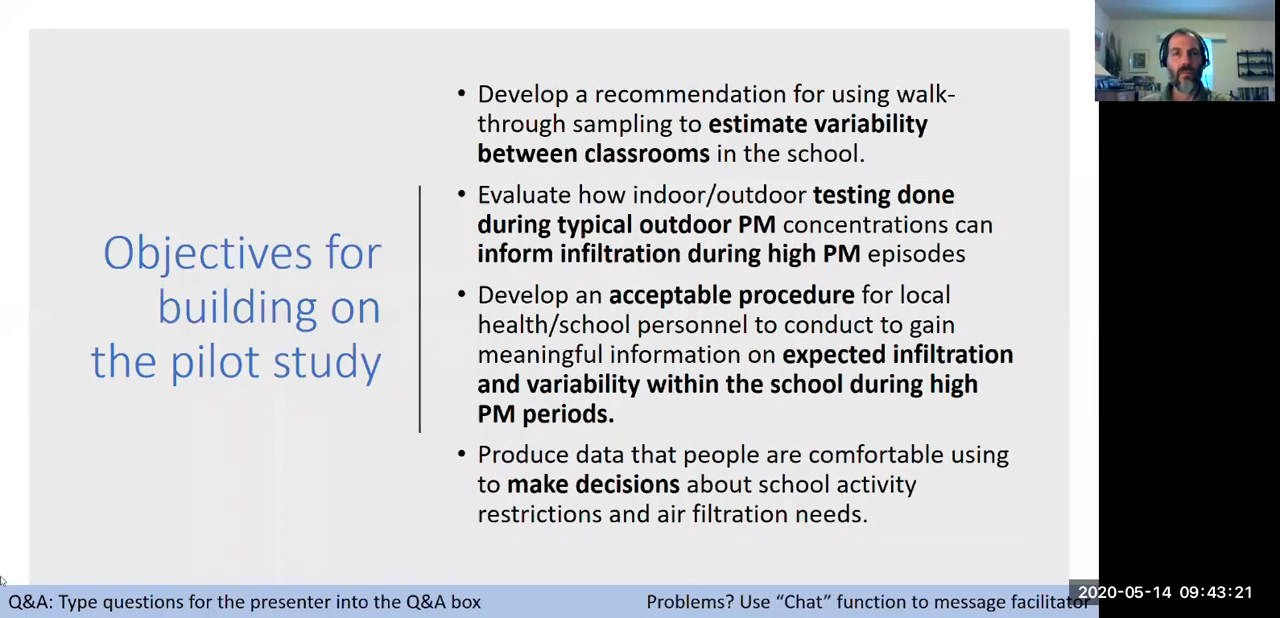 Objectives for
building on
the pilot study
• Develop a recommendation for using walk-
through sampling to estimate variability
between classrooms in the school.
• Evaluate how indoor/outdoor testing done
during typical outdoor PM concentrations can
inform infiltration during high PM episodes
• Develop an acceptable procedure for local
health/school personnel to conduct to gain
meaningful information on expected infiltration
and variability within the school during high
PM periods.
• Produce data that people are comfortable using
to make decisions about school activity
restrictions and air filtration needs.
Q&A: Type questions for the presenter into the Q&A box
Problems? Use “Chat” function to message facilitator
2020-05-14 09:43:21